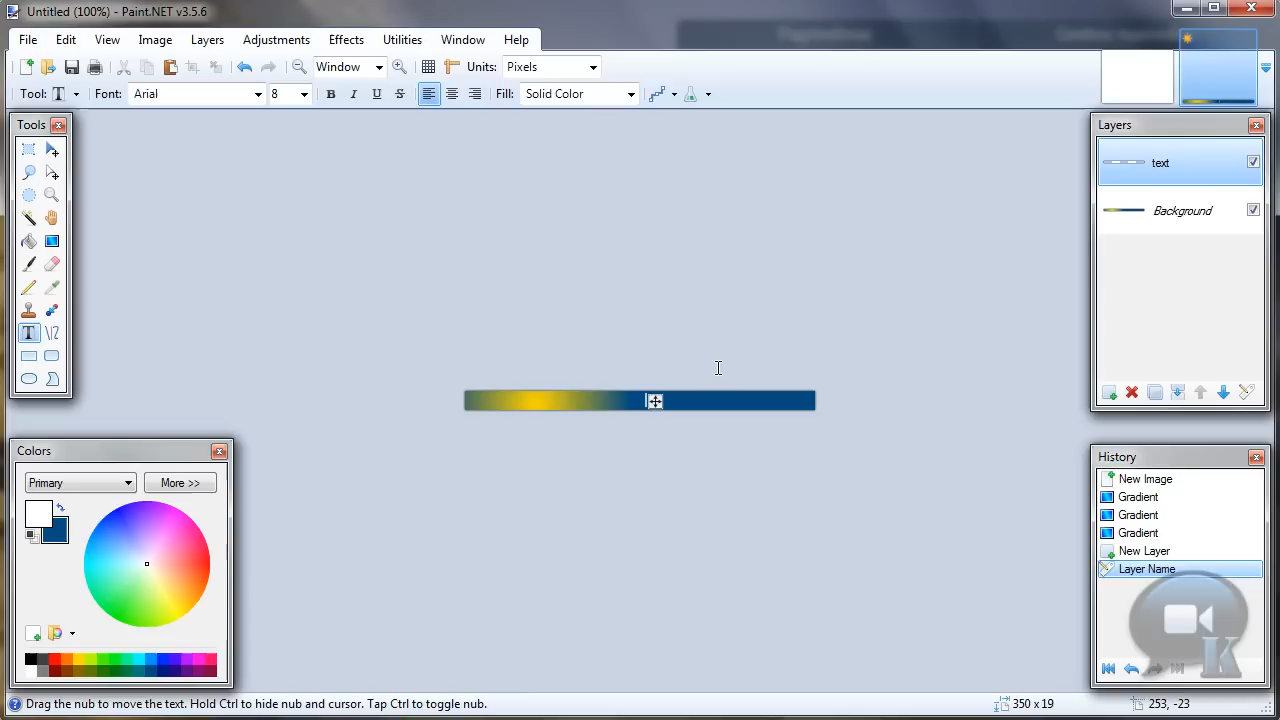 Untitled (100%) - Paint.NET v3.5.6
File Edit View Image Layers Adjustments Effects Utilities Window Help
Window Units: Pixels
Tool: T Font: Arial 8 B I U S Fill: Solid Color
Tools
Layers
text
Background
Colors
Primary More >>
History
New Image
Gradient
Gradient
Gradient
New Layer
Layer Name
K
Drag the nub to move the text. Hold Ctrl to hide nub and cursor. Tap Ctrl to toggle nub. 350 x 19 253, -23